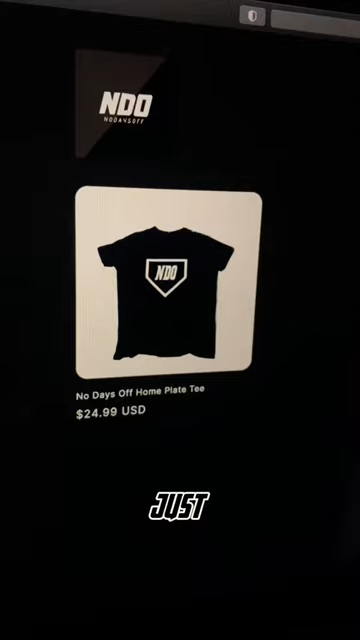 NDO
NODAYSOFF
NDO
No Days Off Home Plate Tee
$24.99 USD
JUST